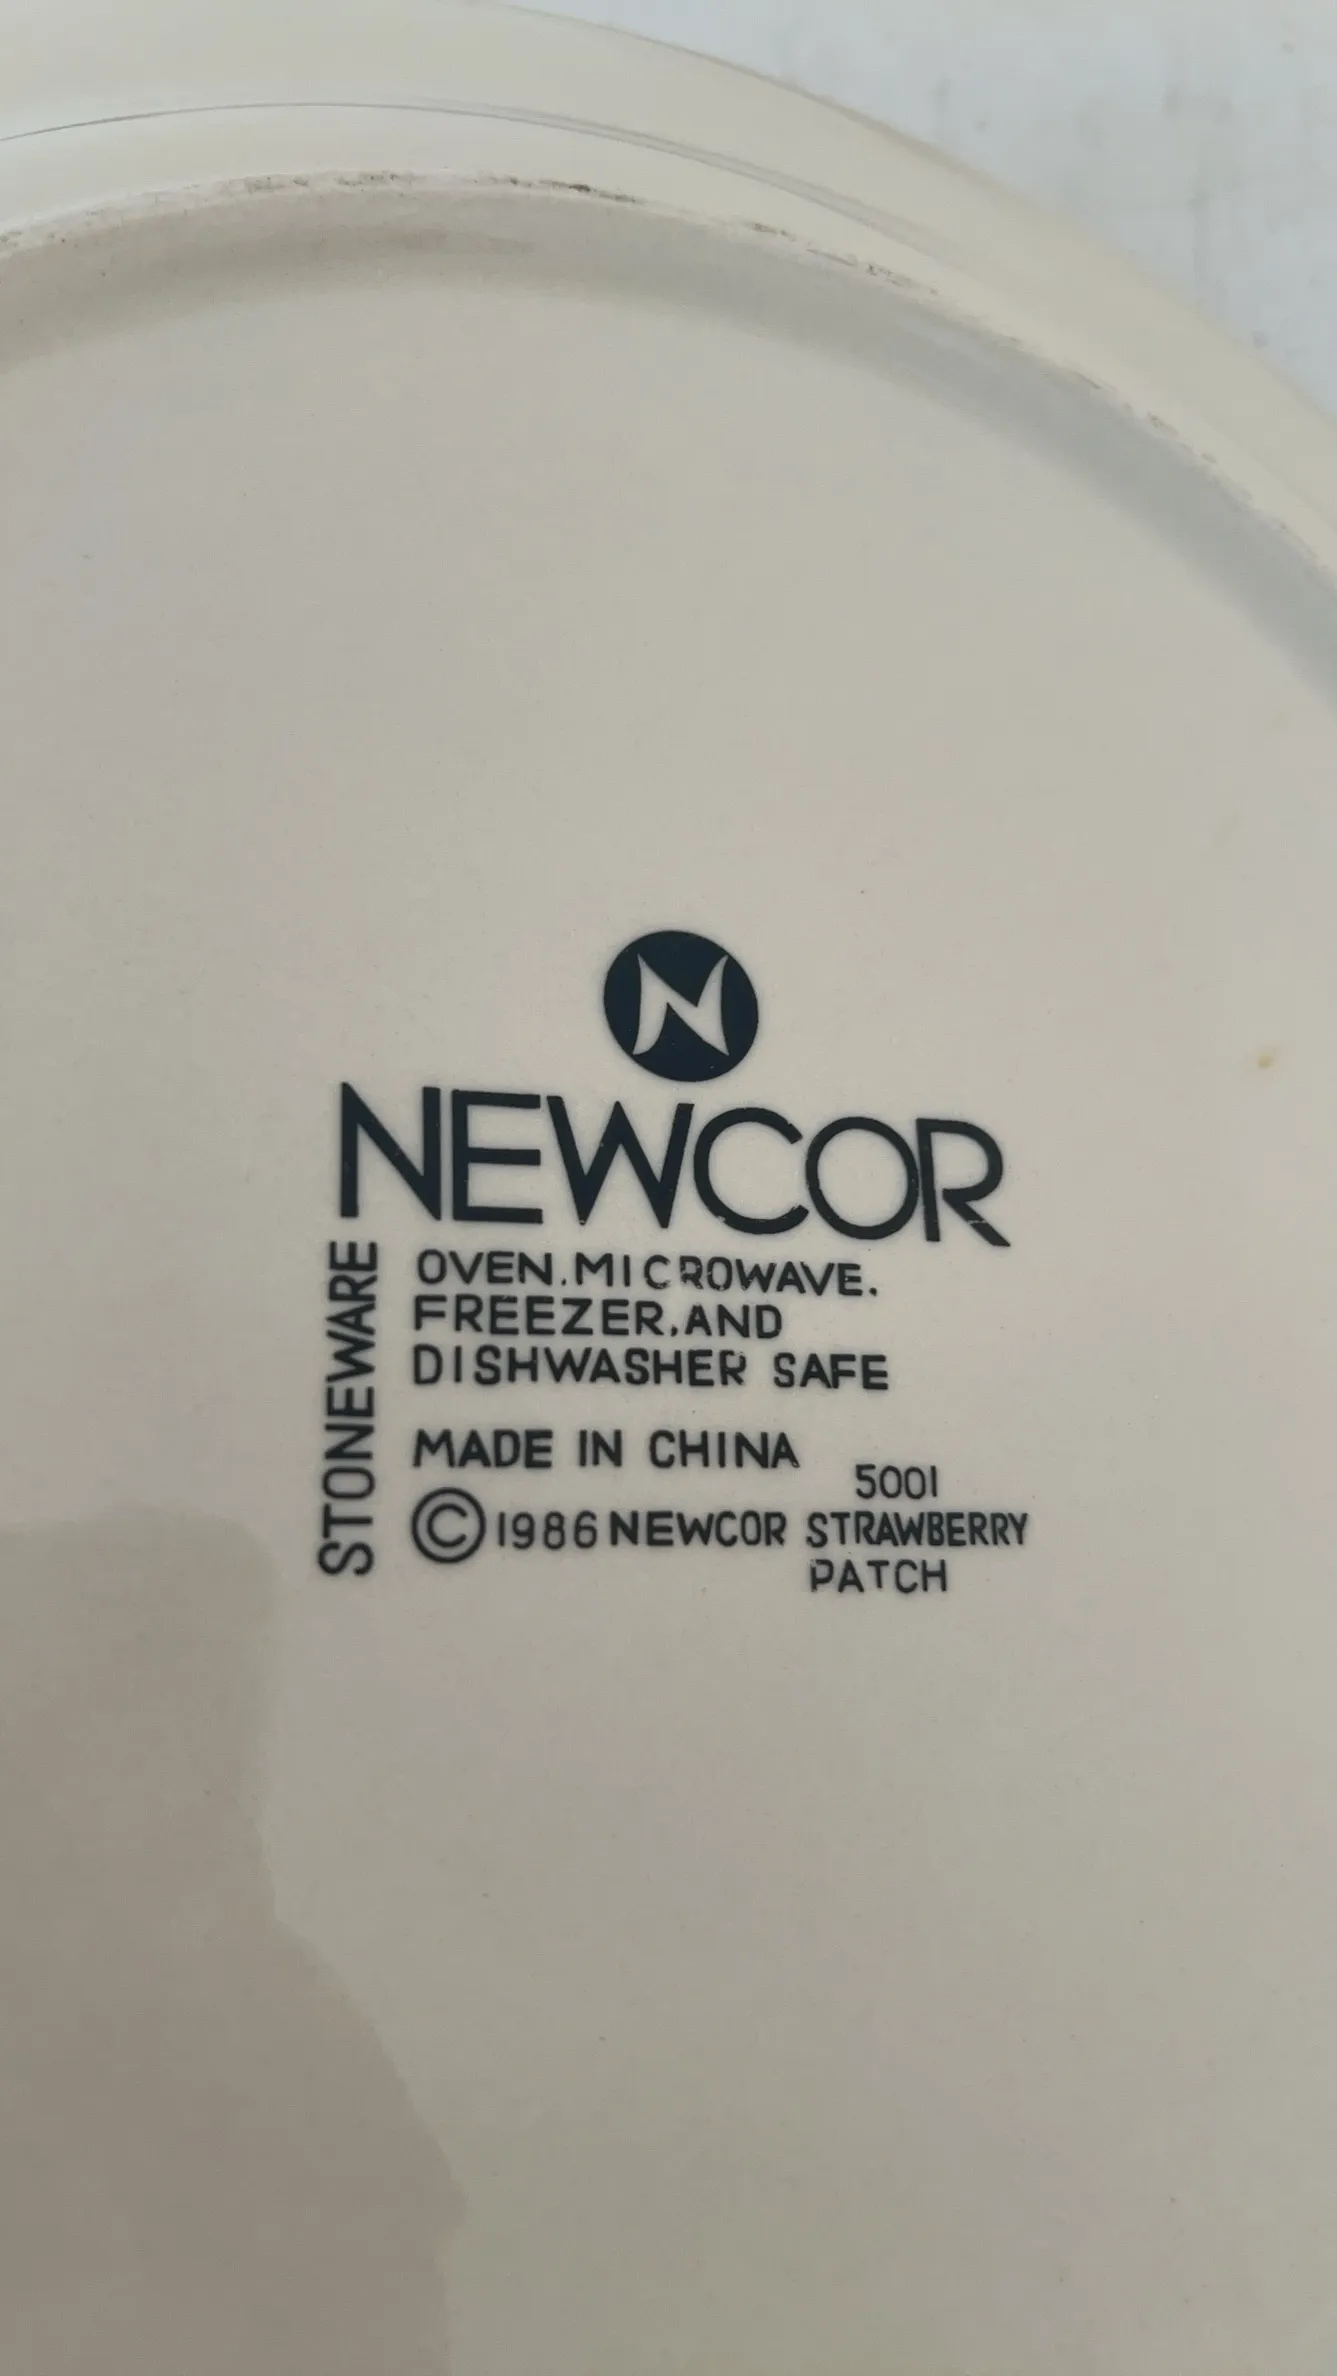 N
NEWCOR
STONEWARE
OVEN.MICROWAVE.
FREEZER,AND
DISHWASHER SAFE
MADE IN CHINA
5001
©1986 NEWCOR STRAWBERRY
PATCH